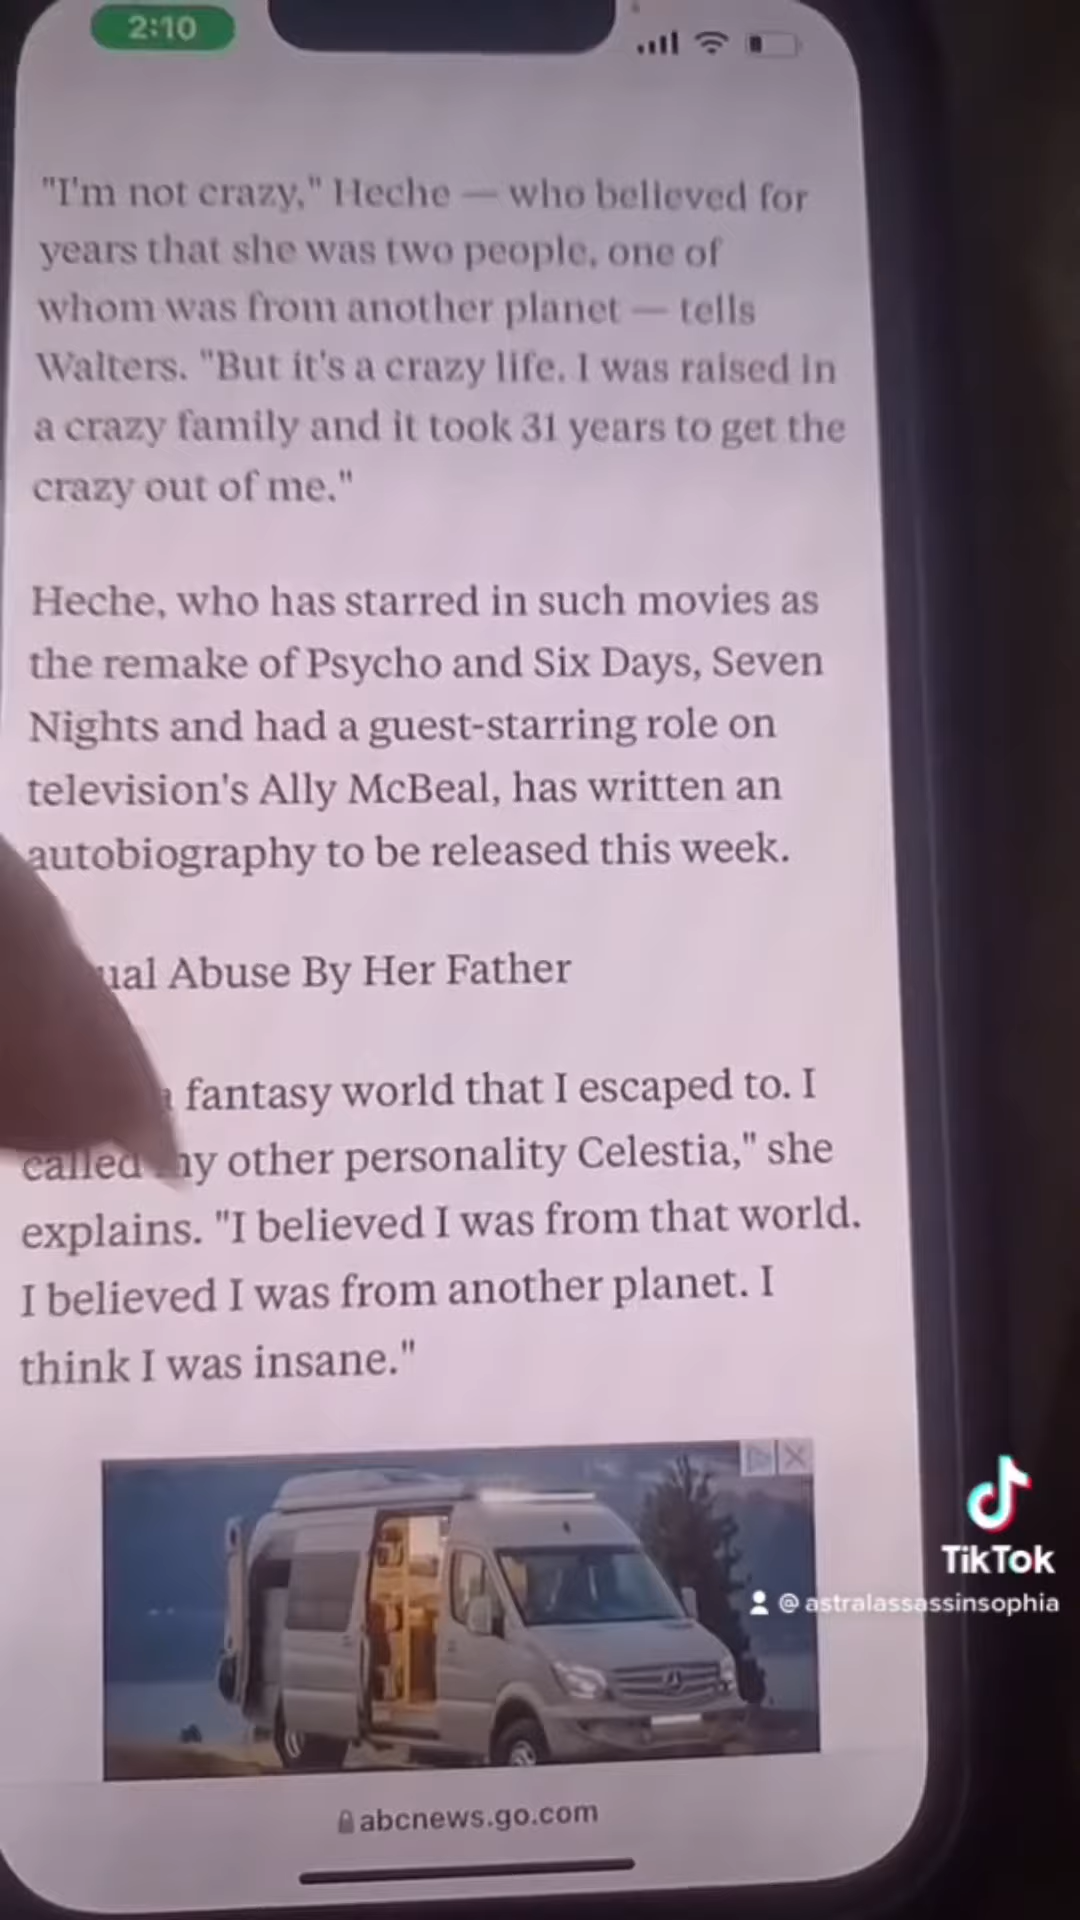 2:10
"I'm not crazy," Heche — who believed for
years that she was two people, one of
whom was from another planet — tells
Walters. "But it's a crazy life. I was raised in
a crazy family and it took 31 years to get the
crazy out of me."
Heche, who has starred in such movies as
the remake of Psycho and Six Days, Seven
Nights and had a guest-starring role on
television's Ally McBeal, has written an
autobiography to be released this week.
ual Abuse By Her Father
a fantasy world that I escaped to. I
called my other personality Celestia," she
explains. "I believed I was from that world.
I believed I was from another planet. I
think I was insane."
TikTok
@astralassassinsophia
abcnews.go.com